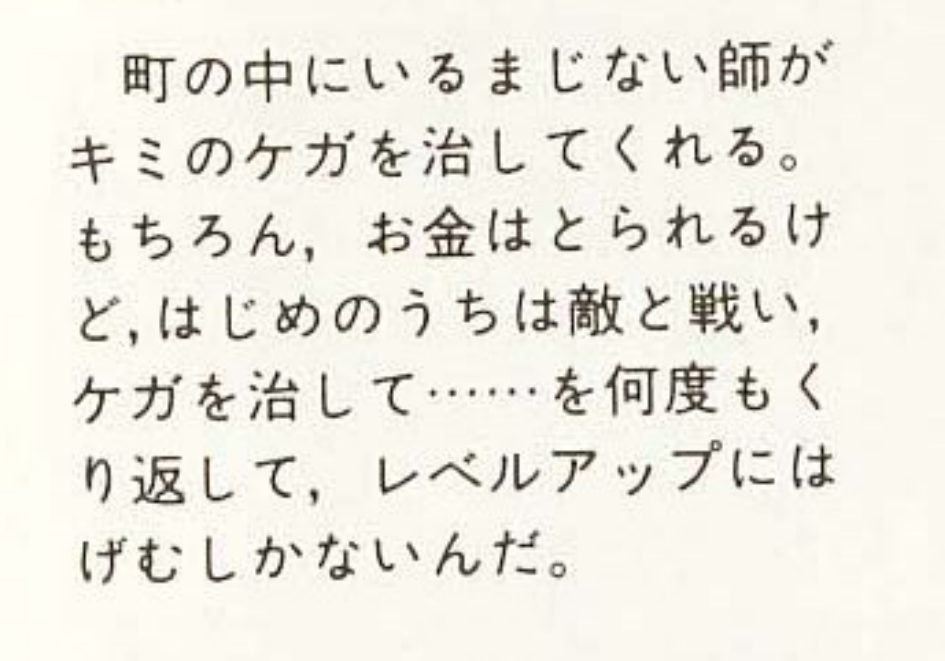 町の中にいるまじない師が
キミのケガを治してくれる。
もちろん，お金はとられるけ
ど，はじめのうちは敵と戦い，
ケガを治して……を何度もく
り返して，レベルアップには
げむしかないんだ。